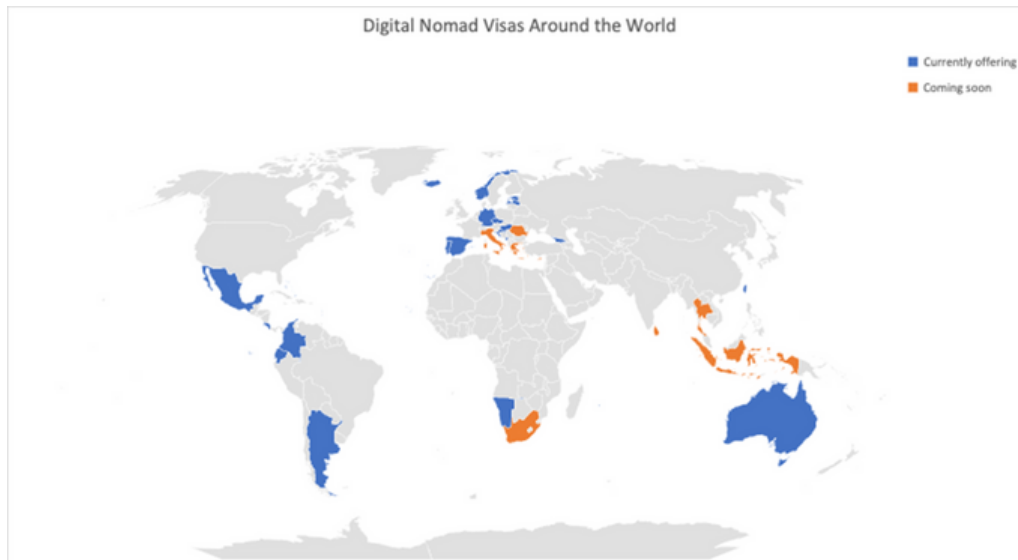 Digital Nomad Visas Around the World
Currently offering
Coming soon